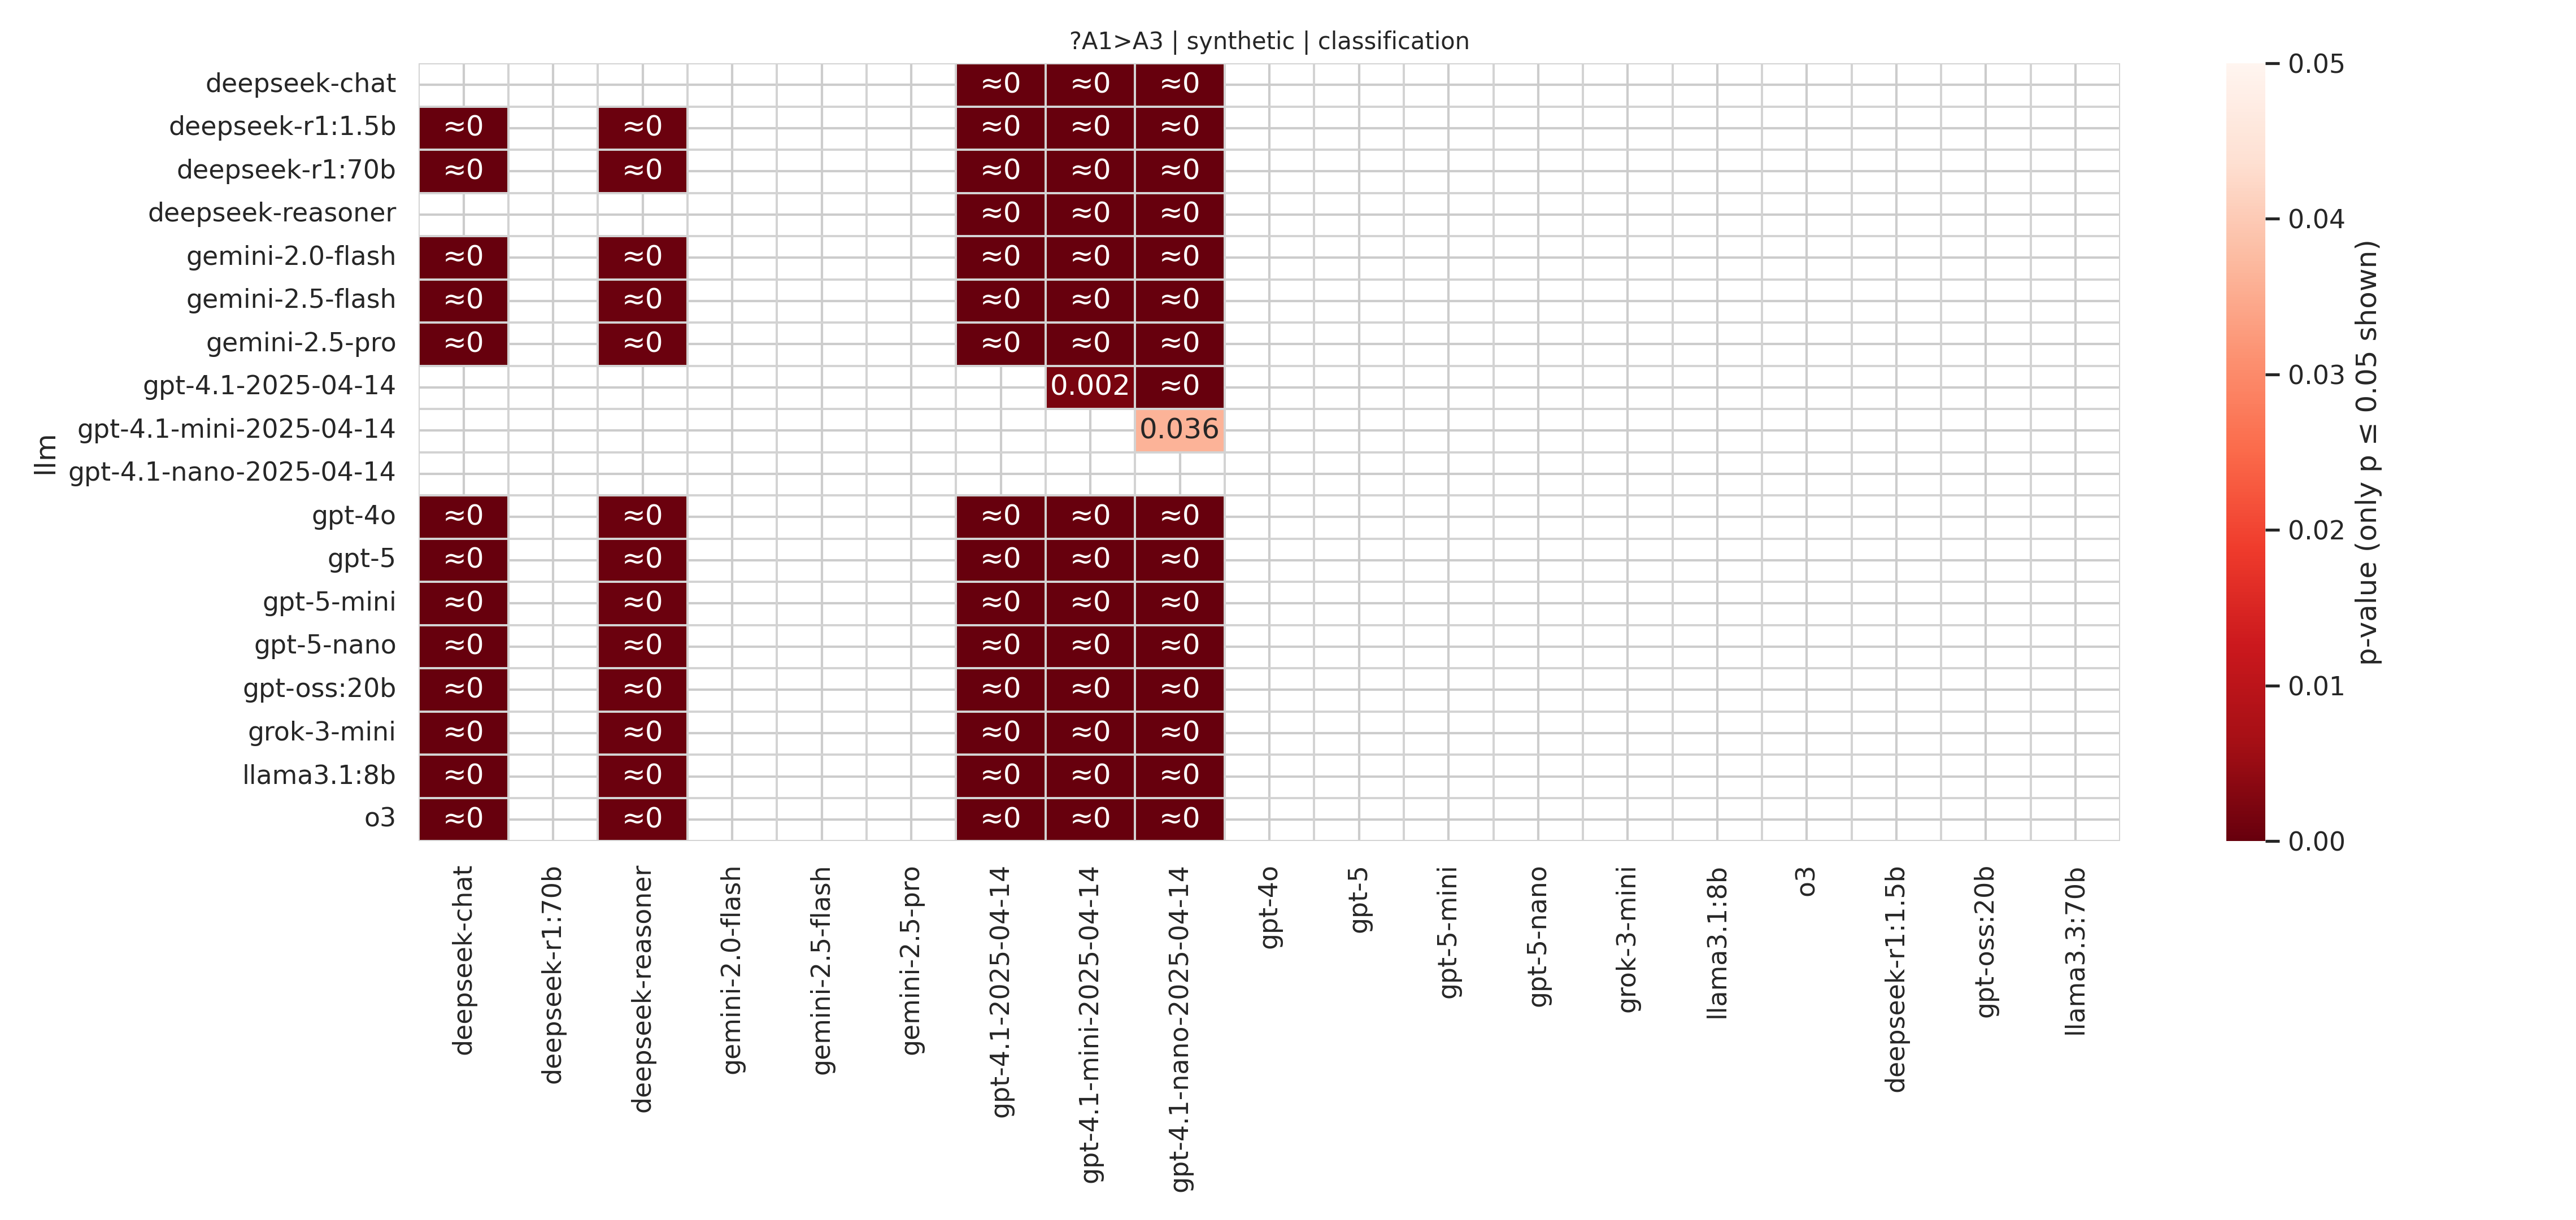 ?A1>A3 | synthetic | classification
deepseek-chat ≈0 ≈0 ≈0
deepseek-r1:1.5b ≈0 ≈0 ≈0 ≈0 ≈0
deepseek-r1:70b ≈0 ≈0 ≈0 ≈0 ≈0
deepseek-reasoner ≈0 ≈0 ≈0
gemini-2.0-flash ≈0 ≈0 ≈0 ≈0 ≈0
gemini-2.5-flash ≈0 ≈0 ≈0 ≈0 ≈0
gemini-2.5-pro ≈0 ≈0 ≈0 ≈0 ≈0
gpt-4.1-2025-04-14 0.002 ≈0
gpt-4.1-mini-2025-04-14 0.036
gpt-4.1-nano-2025-04-14
gpt-4o ≈0 ≈0 ≈0 ≈0 ≈0
gpt-5 ≈0 ≈0 ≈0 ≈0 ≈0
gpt-5-mini ≈0 ≈0 ≈0 ≈0 ≈0
gpt-5-nano ≈0 ≈0 ≈0 ≈0 ≈0
gpt-oss:20b ≈0 ≈0 ≈0 ≈0 ≈0
grok-3-mini ≈0 ≈0 ≈0 ≈0 ≈0
llama3.1:8b ≈0 ≈0 ≈0 ≈0 ≈0
o3 ≈0 ≈0 ≈0 ≈0 ≈0
llm
deepseek-chat
deepseek-r1:70b
deepseek-reasoner
gemini-2.0-flash
gemini-2.5-flash
gemini-2.5-pro
gpt-4.1-2025-04-14
gpt-4.1-mini-2025-04-14
gpt-4.1-nano-2025-04-14
gpt-4o
gpt-5
gpt-5-mini
gpt-5-nano
grok-3-mini
llama3.1:8b
o3
deepseek-r1:1.5b
gpt-oss:20b
llama3.3:70b
0.05
0.04
0.03
0.02
0.01
0.00
p-value (only p ≤ 0.05 shown)